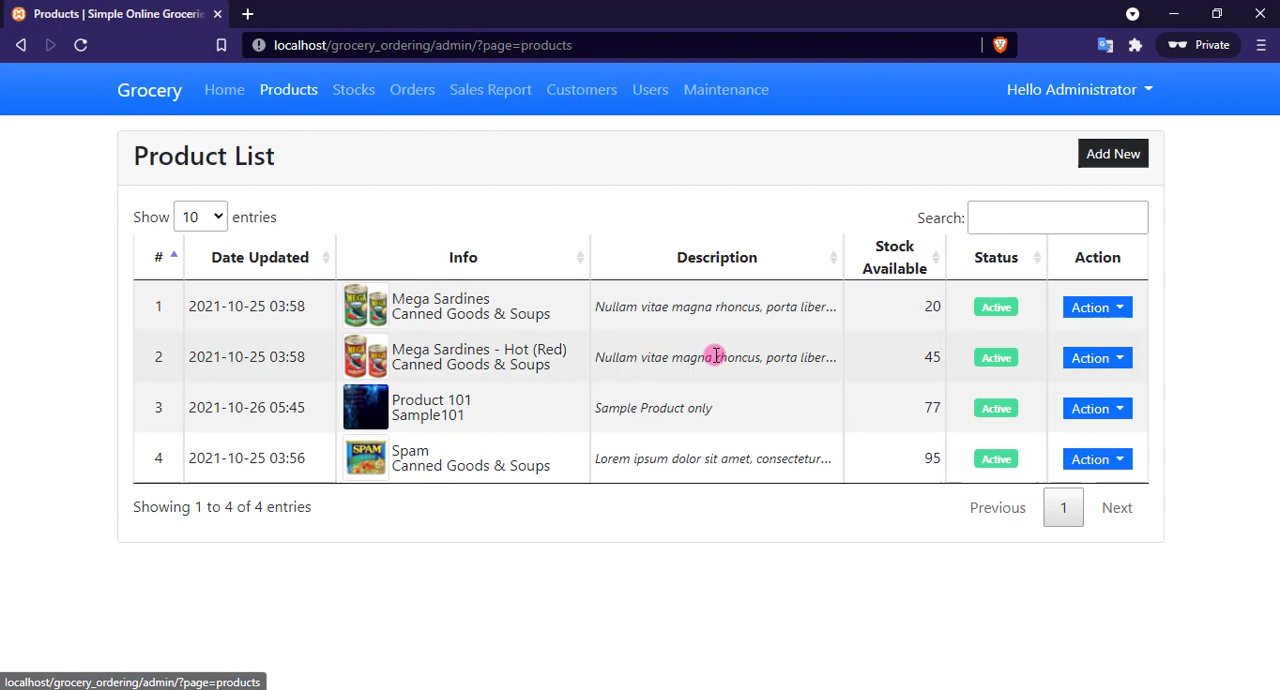 Products | Simple Online Grocerie
localhost/grocery_ordering/admin/?page=products
Private
Grocery Home Products Stocks Orders Sales Report Customers Users Maintenance Hello Administrator
Product List
Add New
Show 10 entries
Search:
# Date Updated Info Description Stock Available Status Action
1 2021-10-25 03:58 Mega Sardines Nullam vitae magna rhoncus, porta liber... 20 Active Action
Canned Goods & Soups
2 2021-10-25 03:58 Mega Sardines - Hot (Red) Nullam vitae magna rhoncus, porta liber... 45 Active Action
Canned Goods & Soups
3 2021-10-26 05:45 Product 101 Sample Product only 77 Active Action
Sample101
4 2021-10-25 03:56 Spam Lorem ipsum dolor sit amet, consectetur... 95 Active Action
Canned Goods & Soups
SPAM
Showing 1 to 4 of 4 entries
Previous 1 Next
localhost/grocery_ordering/admin/?page=products